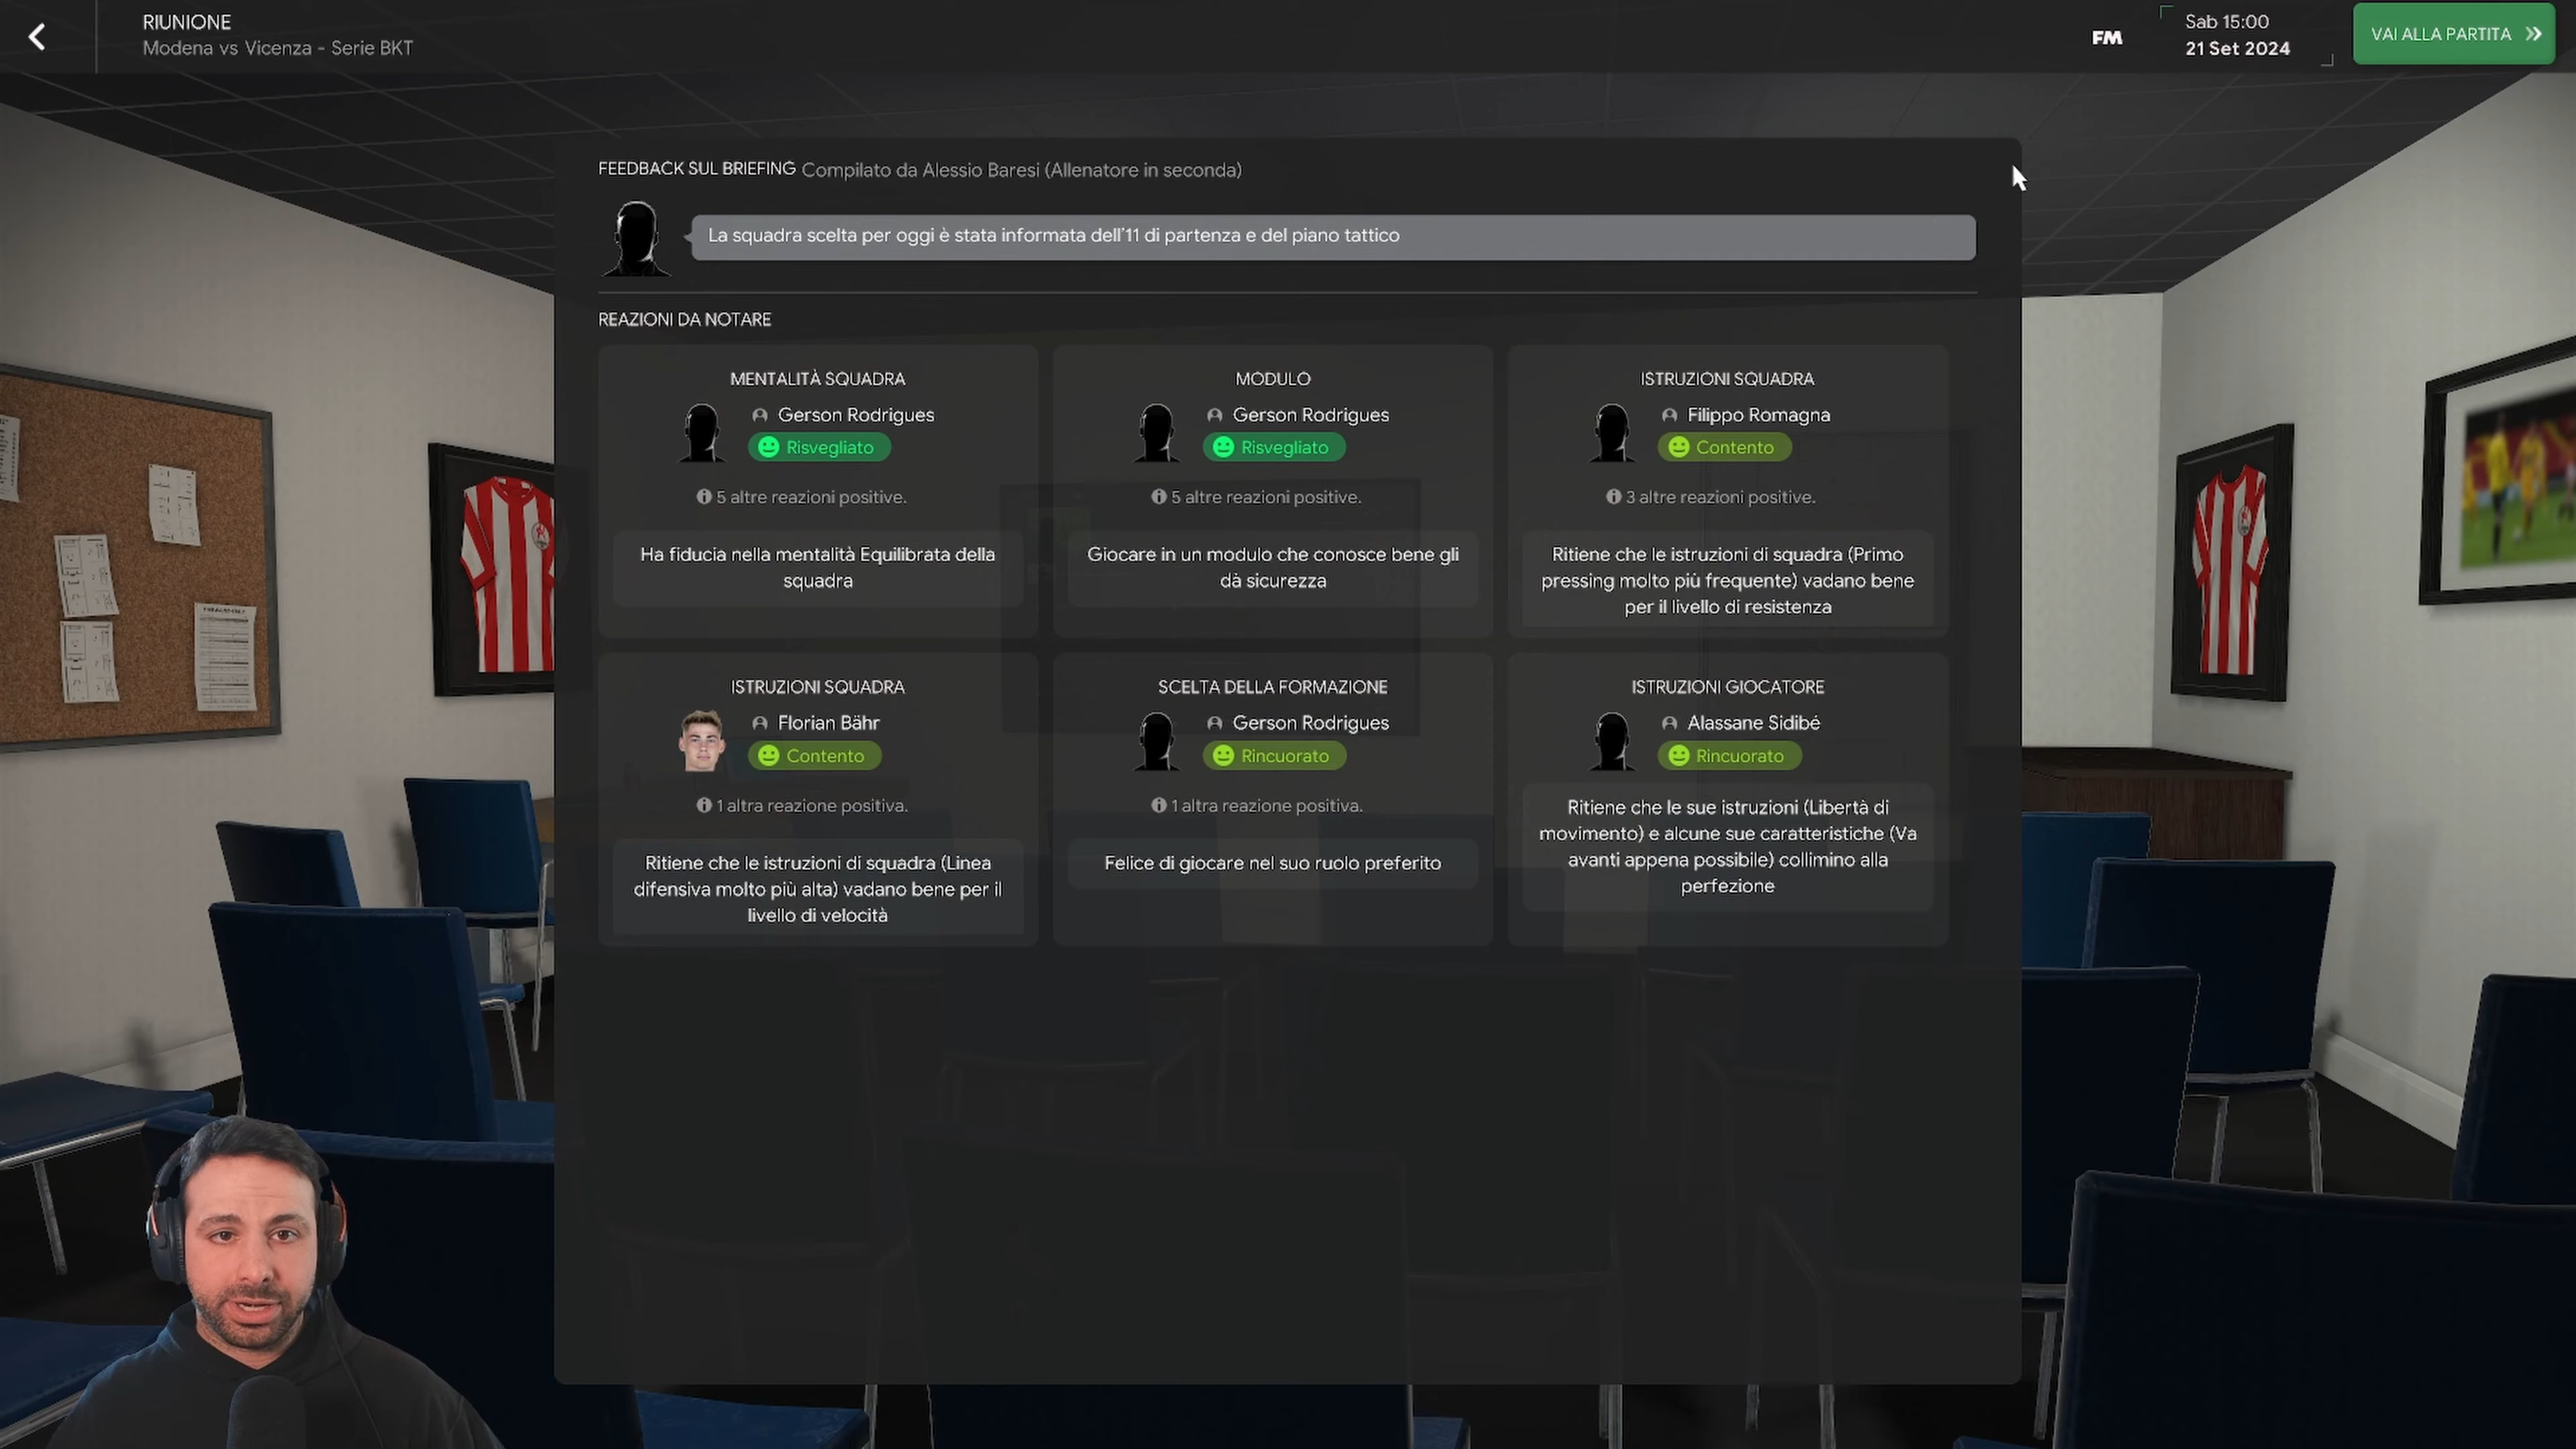 RIUNIONE
Modena vs Vicenza - Serie BKT
FM
Sab 15:00
21 Set 2024
VAI ALLA PARTITA
FEEDBACK SUL BRIEFING Compilato da Alessio Baresi (Allenatore in seconda)
La squadra scelta per oggi è stata informata dell'11 di partenza e del piano tattico
REAZIONI DA NOTARE
MENTALITÀ SQUADRA
Gerson Rodrigues
Risvegliato
5 altre reazioni positive.
Ha fiducia nella mentalità Equilibrata della
squadra
MODULO
Gerson Rodrigues
Risvegliato
5 altre reazioni positive.
Giocare in un modulo che conosce bene gli
dà sicurezza
ISTRUZIONI SQUADRA
Filippo Romagna
Contento
3 altre reazioni positive.
Ritiene che le istruzioni di squadra (Primo
pressing molto più frequente) vadano bene
per il livello di resistenza
ISTRUZIONI SQUADRA
Florian Bähr
Contento
1 altra reazione positiva.
Ritiene che le istruzioni di squadra (Linea
difensiva molto più alta) vadano bene per il
livello di velocità
SCELTA DELLA FORMAZIONE
Gerson Rodrigues
Rincuorato
1 altra reazione positiva.
Felice di giocare nel suo ruolo preferito
ISTRUZIONI GIOCATORE
Alassane Sidibé
Rincuorato
Ritiene che le sue istruzioni (Libertà di
movimento) e alcune sue caratteristiche (Va
avanti appena possibile) collimino alla
perfezione